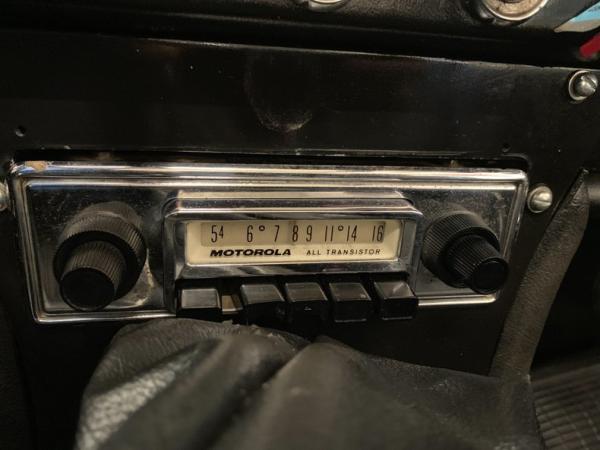 54 6° 7 8 9 11° 14 16
MOTOROLA ALL TRANSISTOR